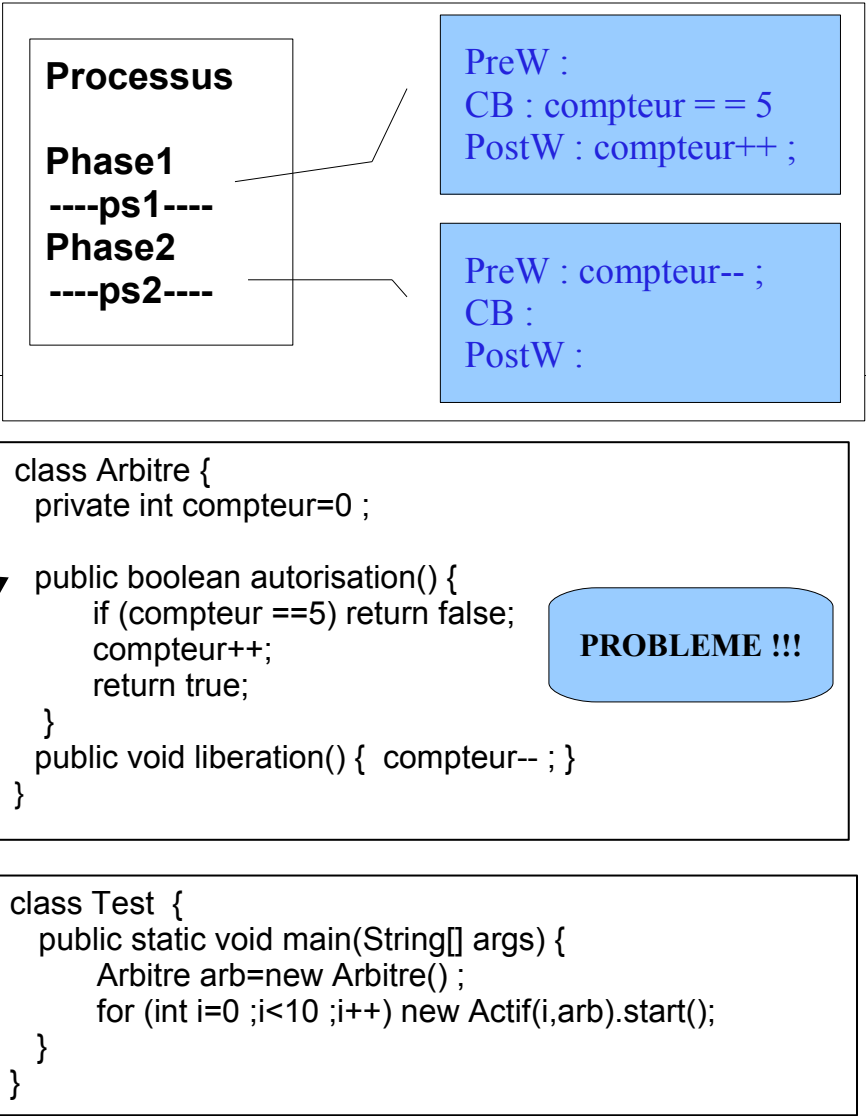 Processus
Phase1
----ps1----
Phase2
----ps2----
PreW :
CB : compteur = = 5
PostW : compteur++ ;
PreW : compteur-- ;
CB :
PostW :
class Arbitre {
private int compteur=0 ;
public boolean autorisation() {
if (compteur ==5) return false;
compteur++;
return true;
}
public void liberation() {  compteur-- ; }
}
PROBLEME !!!
class Test  {
public static void main(String[] args) {
Arbitre arb=new Arbitre() ;
for (int i=0 ;i<10 ;i++) new Actif(i,arb).start();
}
}